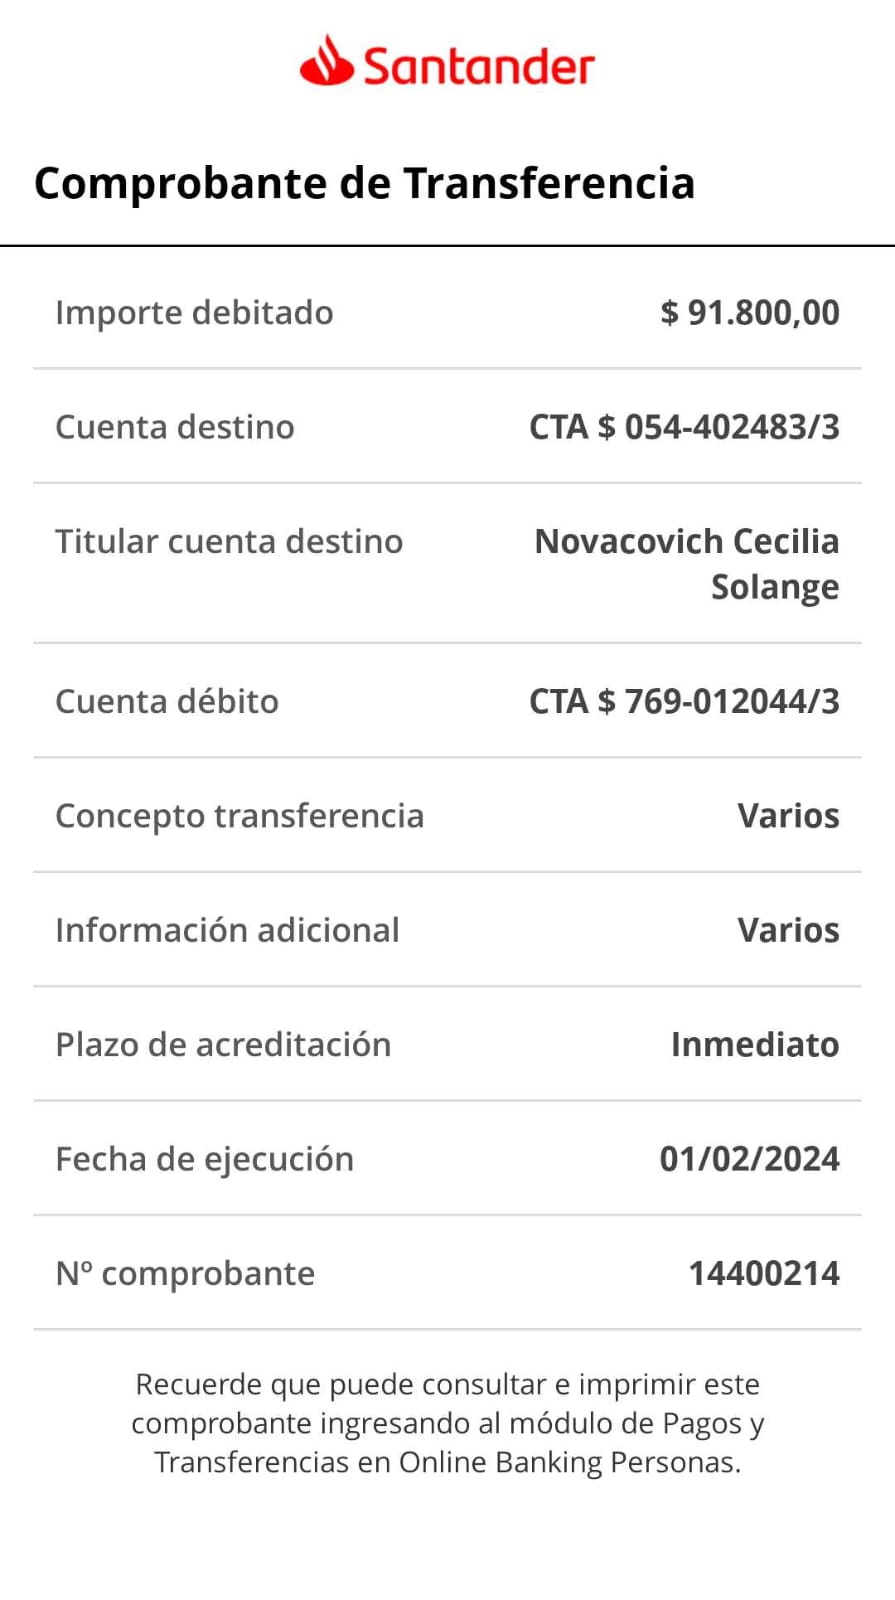 Santander
Comprobante de Transferencia
Importe debitado $ 91.800,00
Cuenta destino CTA $ 054-402483/3
Titular cuenta destino Novacovich Cecilia
Solange
Cuenta débito CTA $ 769-012044/3
Concepto transferencia Varios
Información adicional Varios
Plazo de acreditación Inmediato
Fecha de ejecución 01/02/2024
Nº comprobante 14400214
Recuerde que puede consultar e imprimir este
comprobante ingresando al módulo de Pagos y
Transferencias en Online Banking Personas.